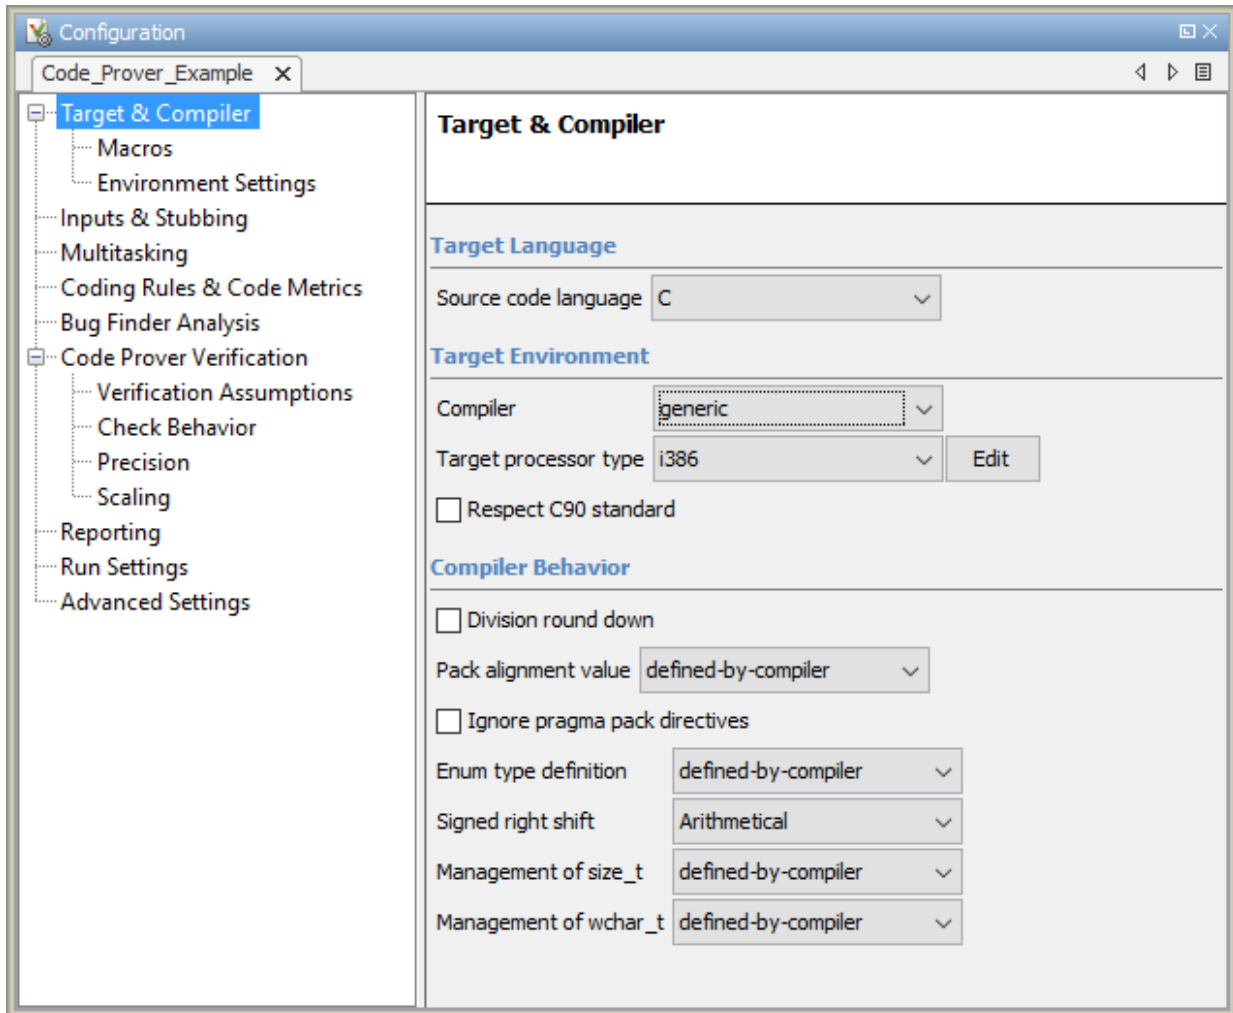 Configuration
Code_Prover_Example
Target & Compiler
Macros
Environment Settings
Inputs & Stubbing
Multitasking
Coding Rules & Code Metrics
Bug Finder Analysis
Code Prover Verification
Verification Assumptions
Check Behavior
Precision
Scaling
Reporting
Run Settings
Advanced Settings
Target & Compiler
Target Language
Source code language C
Target Environment
Compiler generic
Target processor type i386 Edit
Respect C90 standard
Compiler Behavior
Division round down
Pack alignment value defined-by-compiler
Ignore pragma pack directives
Enum type definition defined-by-compiler
Signed right shift Arithmetical
Management of size_t defined-by-compiler
Management of wchar_t defined-by-compiler